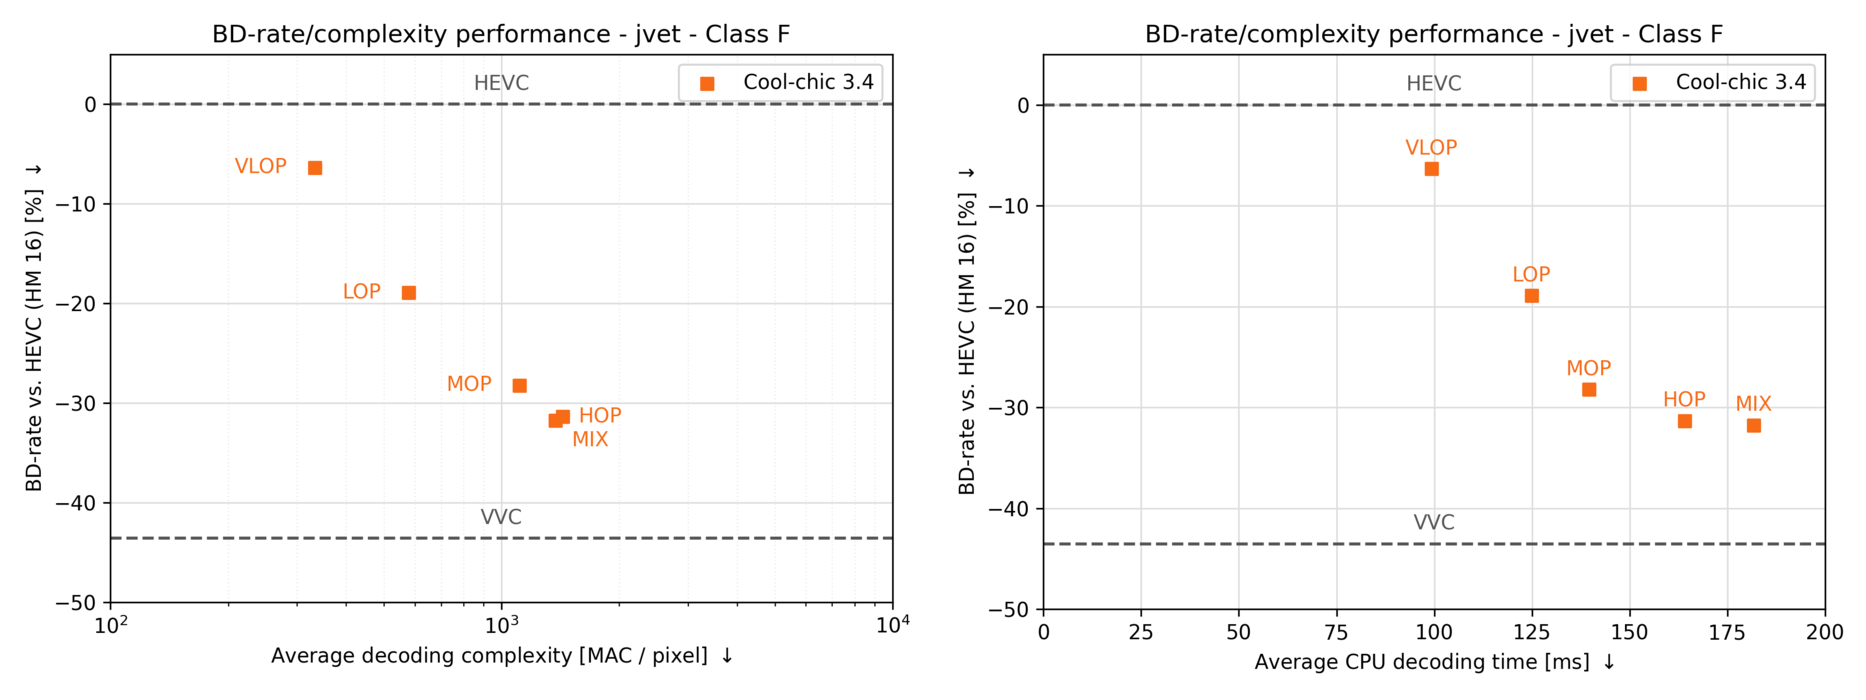 BD-rate/complexity performance - jvet - Class F
HEVC
Cool-chic 3.4
0
VLOP
−10
LOP
−20
MOP
−30
HOP
MIX
−40
VVC
−50
10²
10³
10⁴
BD-rate vs. HEVC (HM 16) [%] ↓
Average decoding complexity [MAC / pixel] ↓
BD-rate/complexity performance - jvet - Class F
HEVC
Cool-chic 3.4
0
VLOP
−10
LOP
−20
MOP
HOP
MIX
−30
−40
VVC
−50
0 25 50 75 100 125 150 175 200
BD-rate vs. HEVC (HM 16) [%] ↓
Average CPU decoding time [ms] ↓